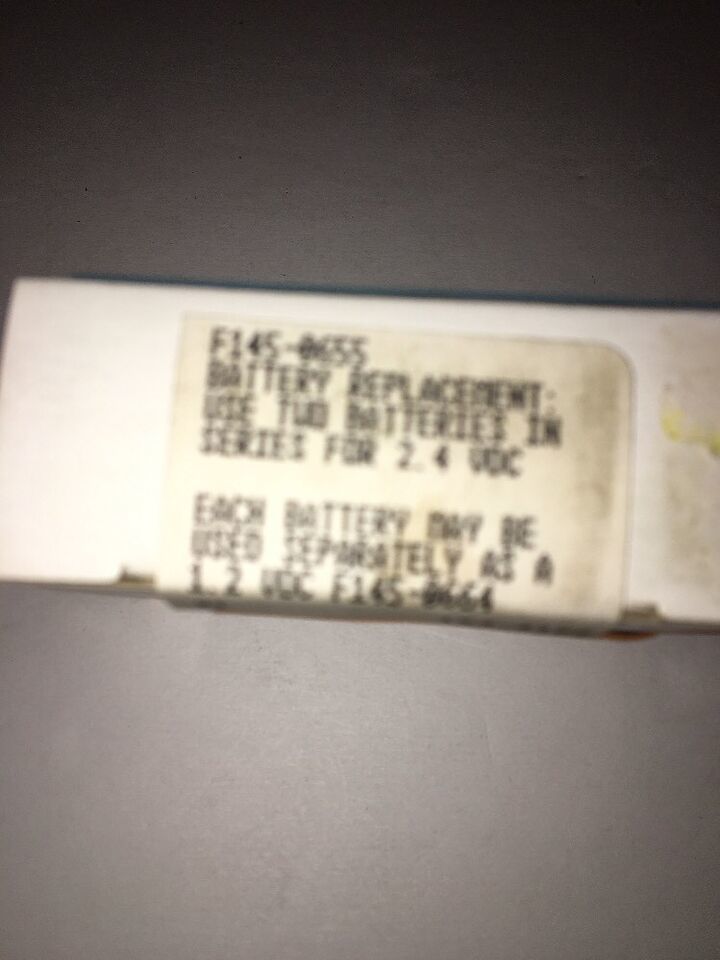 F145-0655
BATTERY REPLACEMENT:
USE TWO BATTERIES IN
SERIES FOR 2.4 VDC
EACH BATTERY MAY BE
USED SEPARATELY AS A
1.2 VDC F145-0664